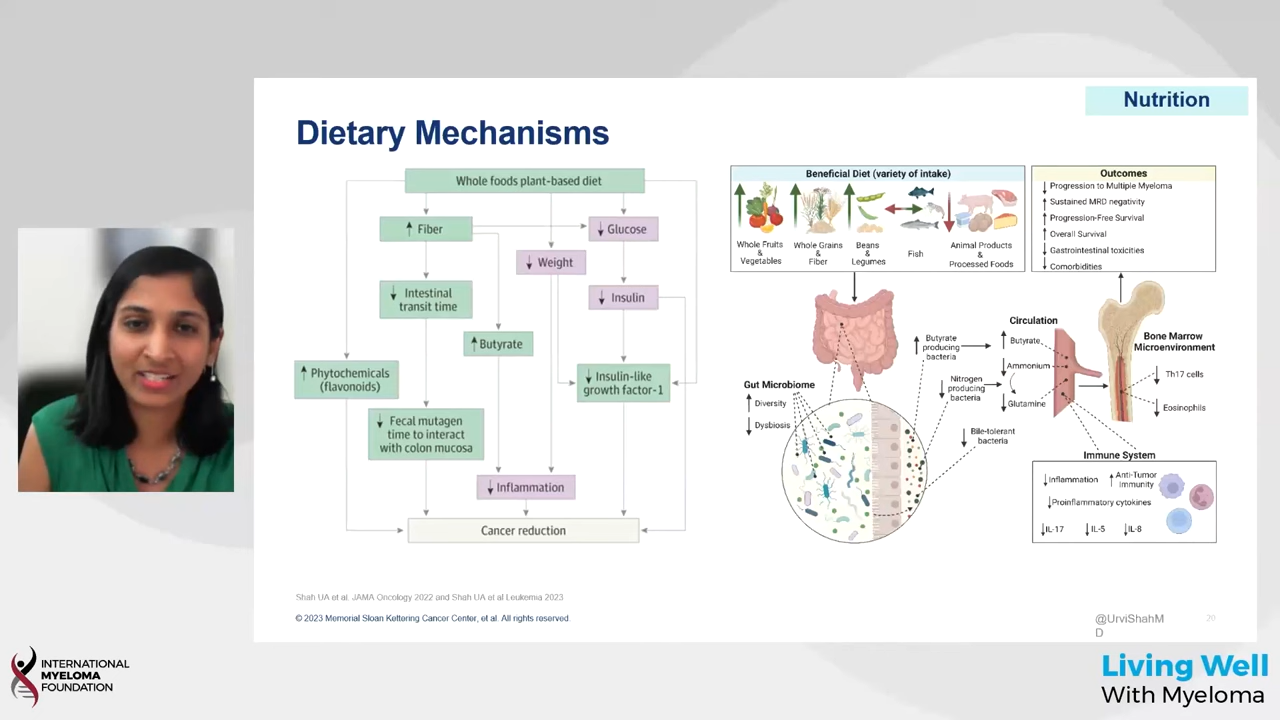 Nutrition
Dietary Mechanisms
Whole foods plant-based diet
↑ Fiber
↓ Glucose
↓ Weight
↓ Intestinal
transit time
↓ Insulin
↑ Butyrate
↑ Phytochemicals
(flavonoids)
↓ Insulin-like
growth factor-1
↓ Fecal mutagen
time to interact
with colon mucosa
↓ Inflammation
Cancer reduction
Beneficial Diet (variety of intake)
Whole Fruits
&
Vegetables
Whole Grains
&
Fiber
Beans
&
Legumes
Fish
Animal Products
&
Processed Foods
Outcomes
↓ Progression to Multiple Myeloma
↑ Sustained MRD negativity
↑ Progression-Free Survival
↑ Overall Survival
↓ Gastrointestinal toxicities
↓ Comorbidities
Gut Microbiome
↑ Diversity
↓ Dysbiosis
↑ Butyrate
producing
bacteria
↓ Nitrogen
producing
bacteria
↓ Bile-tolerant
bacteria
Circulation
↑ Butyrate
↓ Ammonium
↓ Glutamine
Bone Marrow
Microenvironment
↓ Th17 cells
↓ Eosinophils
Immune System
↓ Inflammation
↑ Anti-Tumor
Immunity
↓ Proinflammatory cytokines
↓ IL-17
↓ IL-5
↓ IL-8
Shah UA et al. JAMA Oncology 2022 and Shah UA et al Leukemia 2023
© 2023 Memorial Sloan Kettering Cancer Center, et al. All rights reserved.
@UrviShahM
D
20
INTERNATIONAL
MYELOMA
FOUNDATION
Living Well
With Myeloma